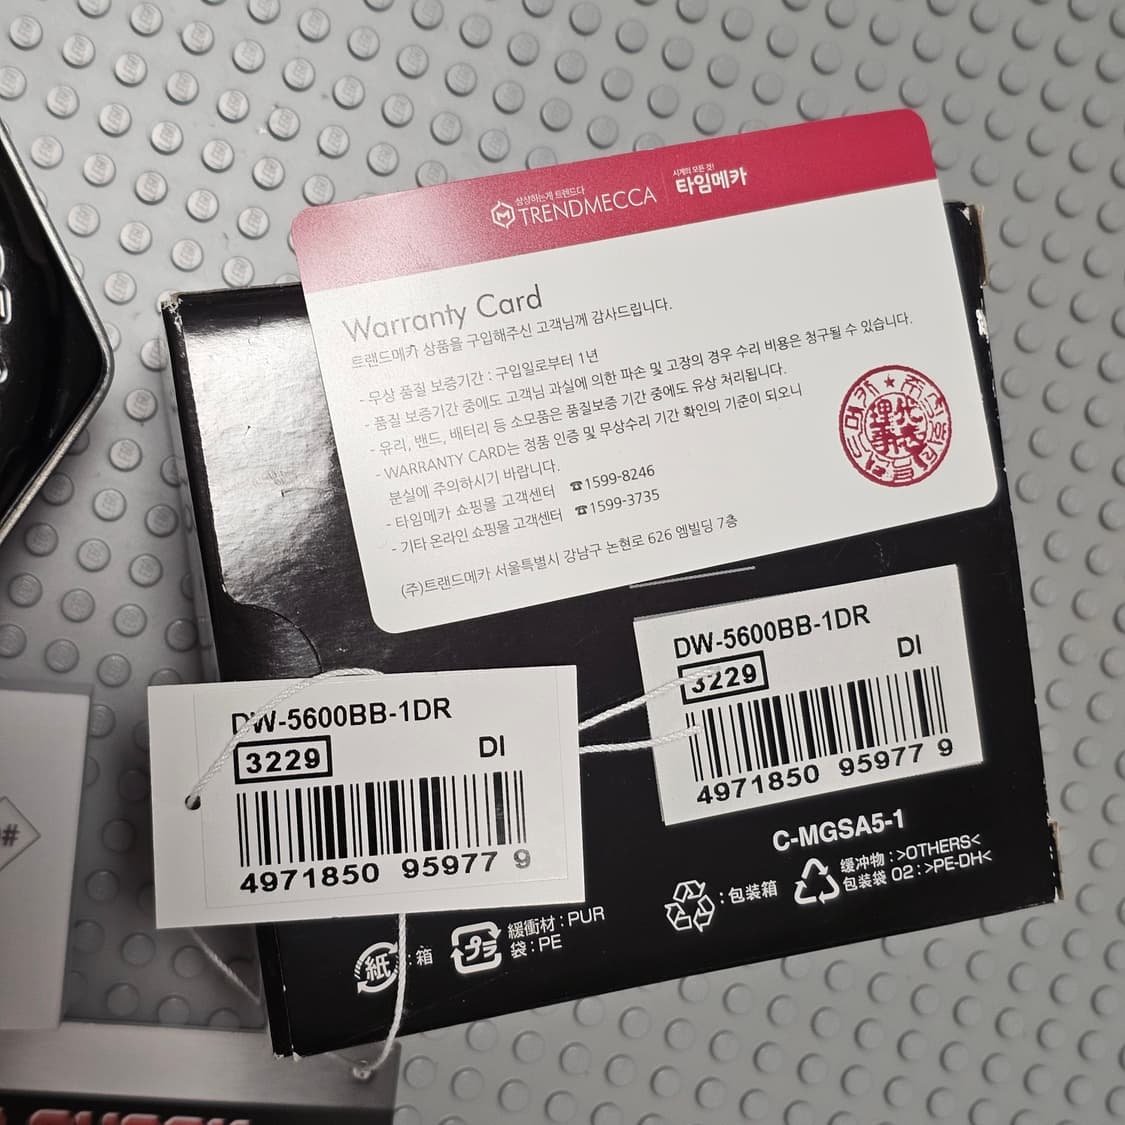 상상하는게 트렌드다
TRENDMECCA
시계의 모든 것!
타임메카
Warranty Card
트랜드메카 상품을 구입해주신 고객님께 감사드립니다.
- 무상 품질 보증기간 : 구입일로부터 1년
- 품질 보증기간 중에도 고객님 과실에 의한 파손 및 고장의 경우 수리 비용은 청구될 수 있습니다.
- 유리, 밴드, 배터리 등 소모품은 품질보증 기간 중에도 유상 처리됩니다.
- WARRANTY CARD는 정품 인증 및 무상수리 기간 확인의 기준이 되오니
분실에 주의하시기 바랍니다.
- 타임메카 쇼핑몰 고객센터 ☎1599-8246
- 기타 온라인 쇼핑몰 고객센터 ☎1599-3735
(주)트랜드메카 서울특별시 강남구 논현로 626 엠빌딩 7층
DW-5600BB-1DR
3229
DI
4971850 95977 9
DW-5600BB-1DR
3229
DI
4971850 95977 9
C-MGSA5-1
紙 : 箱
プラ
緩衝材 : PUR
袋 : PE
: 包装箱
缓冲物 : >OTHERS<
包装袋 02 : >PE-DH<